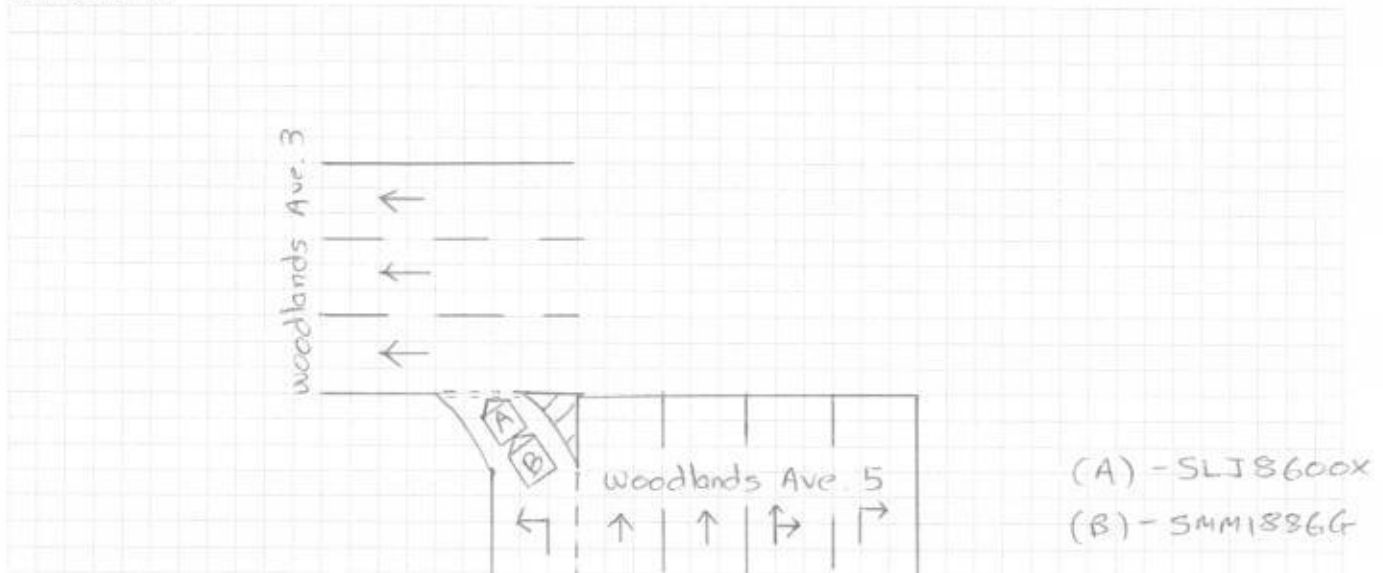 Woodlands Ave. 3
A
B
Woodlands Ave. 5
(A) - SLJ8600X
(B) - SMM1886G